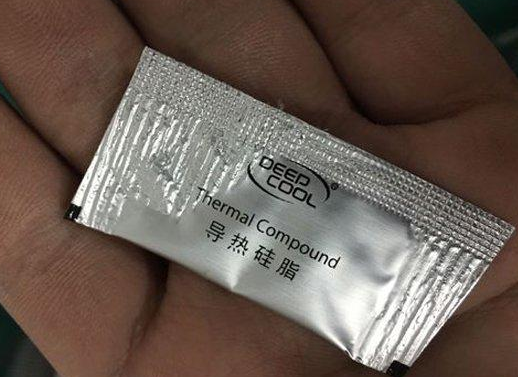 DEEP
COOL®
Thermal Compound
导热硅脂